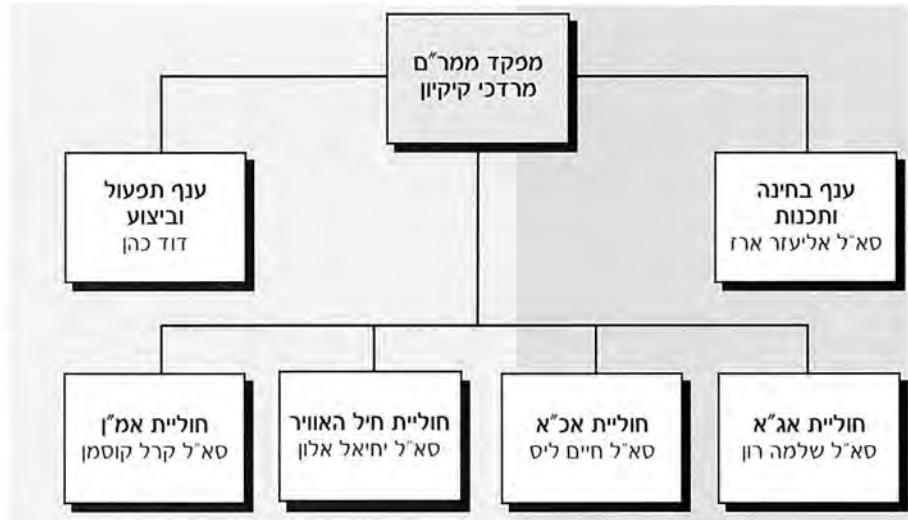 מפקד ממר״ם
מרדכי קיקיון
ענף בחינה
ותכנות
סא״ל אליעזר ארז
ענף תפעול
וביצוע
דוד כהן
חוליית אג״א
סא״ל שלמה רון
חוליית אכ״א
סא״ל חיים ליס
חוליית חיל האוויר
סא״ל יחיאל אלון
חוליית אמ״ן
סא״ל קרל קוסמן